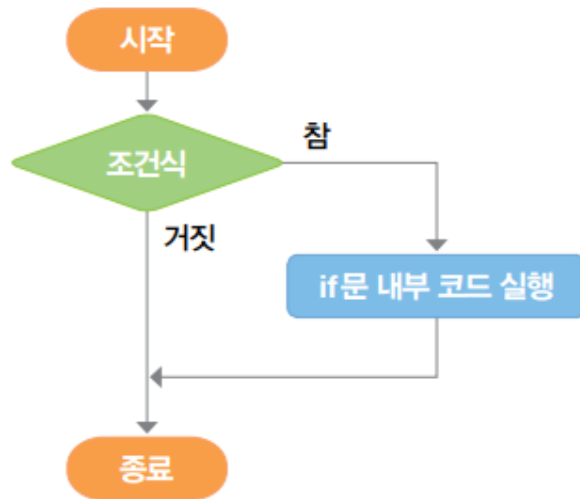 시작
조건식
참
거짓
if문 내부 코드 실행
종료